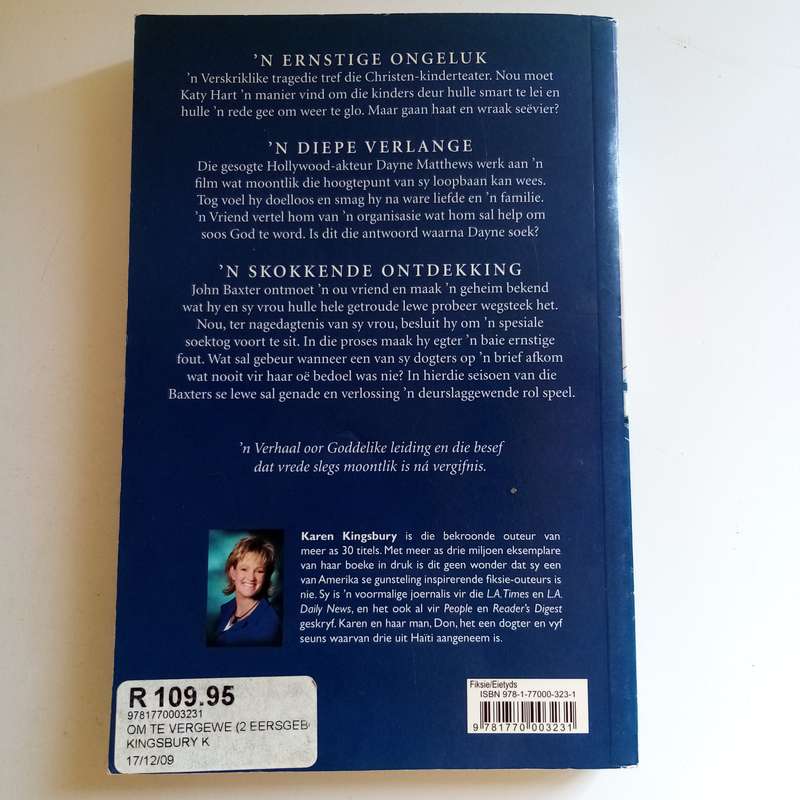 'N ERNSTIGE ONGELUK
'n Verskriklike tragedie tref die Christen-kinderteater. Nou moet
Katy Hart 'n manier vind om die kinders deur hulle smart te lei en
hulle 'n rede gee om weer te glo. Maar gaan haat en wraak seëvier?
'N DIEPE VERLANGE
Die gesogte Hollywood-akteur Dayne Matthews werk aan 'n
film wat moontlik die hoogtepunt van sy loopbaan kan wees.
Tog voel hy doelloos en smag hy na ware liefde en 'n familie.
'n Vriend vertel hom van 'n organisasie wat hom sal help om
soos God te word. Is dit die antwoord waarna Dayne soek?
'N SKOKKENDE ONTDEKKING
John Baxter ontmoet 'n ou vriend en maak 'n geheim bekend
wat hy en sy vrou hulle hele getroude lewe probeer wegsteek het.
Nou, ter nagedagtenis van sy vrou, besluit hy om 'n spesiale
soektog voort te sit. In die proses maak hy egter 'n baie ernstige
fout. Wat sal gebeur wanneer een van sy dogters op 'n brief afkom
wat nooit vir haar oë bedoel was nie? In hierdie seisoen van die
Baxters se lewe sal genade en verlossing 'n deurslaggewende rol speel.
'n Verhaal oor Goddelike leiding en die besef
dat vrede slegs moontlik is ná vergifnis.
Karen Kingsbury is die bekroonde outeur van
meer as 30 titels. Met meer as drie miljoen eksemplare
van haar boeke in druk is dit geen wonder dat sy een
van Amerika se gunsteling inspirerende fiksie-outeurs is
nie. Sy is 'n voormalige joernalis vir die L.A. Times en L.A.
Daily News, en het ook al vir People en Reader's Digest
geskryf. Karen en haar man, Don, het een dogter en vyf
seuns waarvan drie uit Haïti aangeneem is.
R 109.95
9781770003231
OM TE VERGEWE (2 EERSGEB
KINGSBURY K
17/12/09
Fiksie/Eietyds
ISBN 978-1-77000-323-1
9 781770 003231